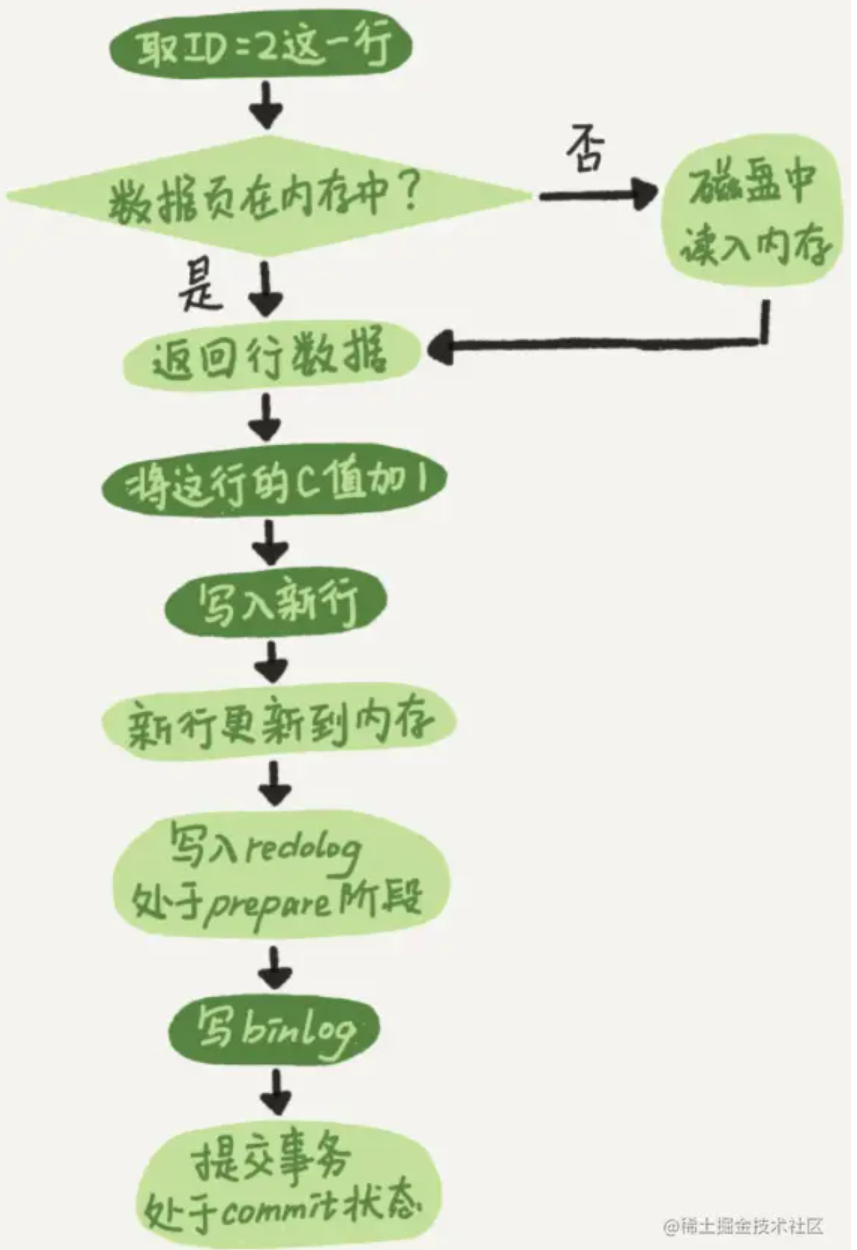 取ID=2这一行
数据页在内存中?
否
磁盘中
读入内存
是
返回行数据
将这行的C值加1
写入新行
新行更新到内存
写入redolog
处于prepare阶段
写binlog
提交事务
处于commit状态
@稀土掘金技术社区